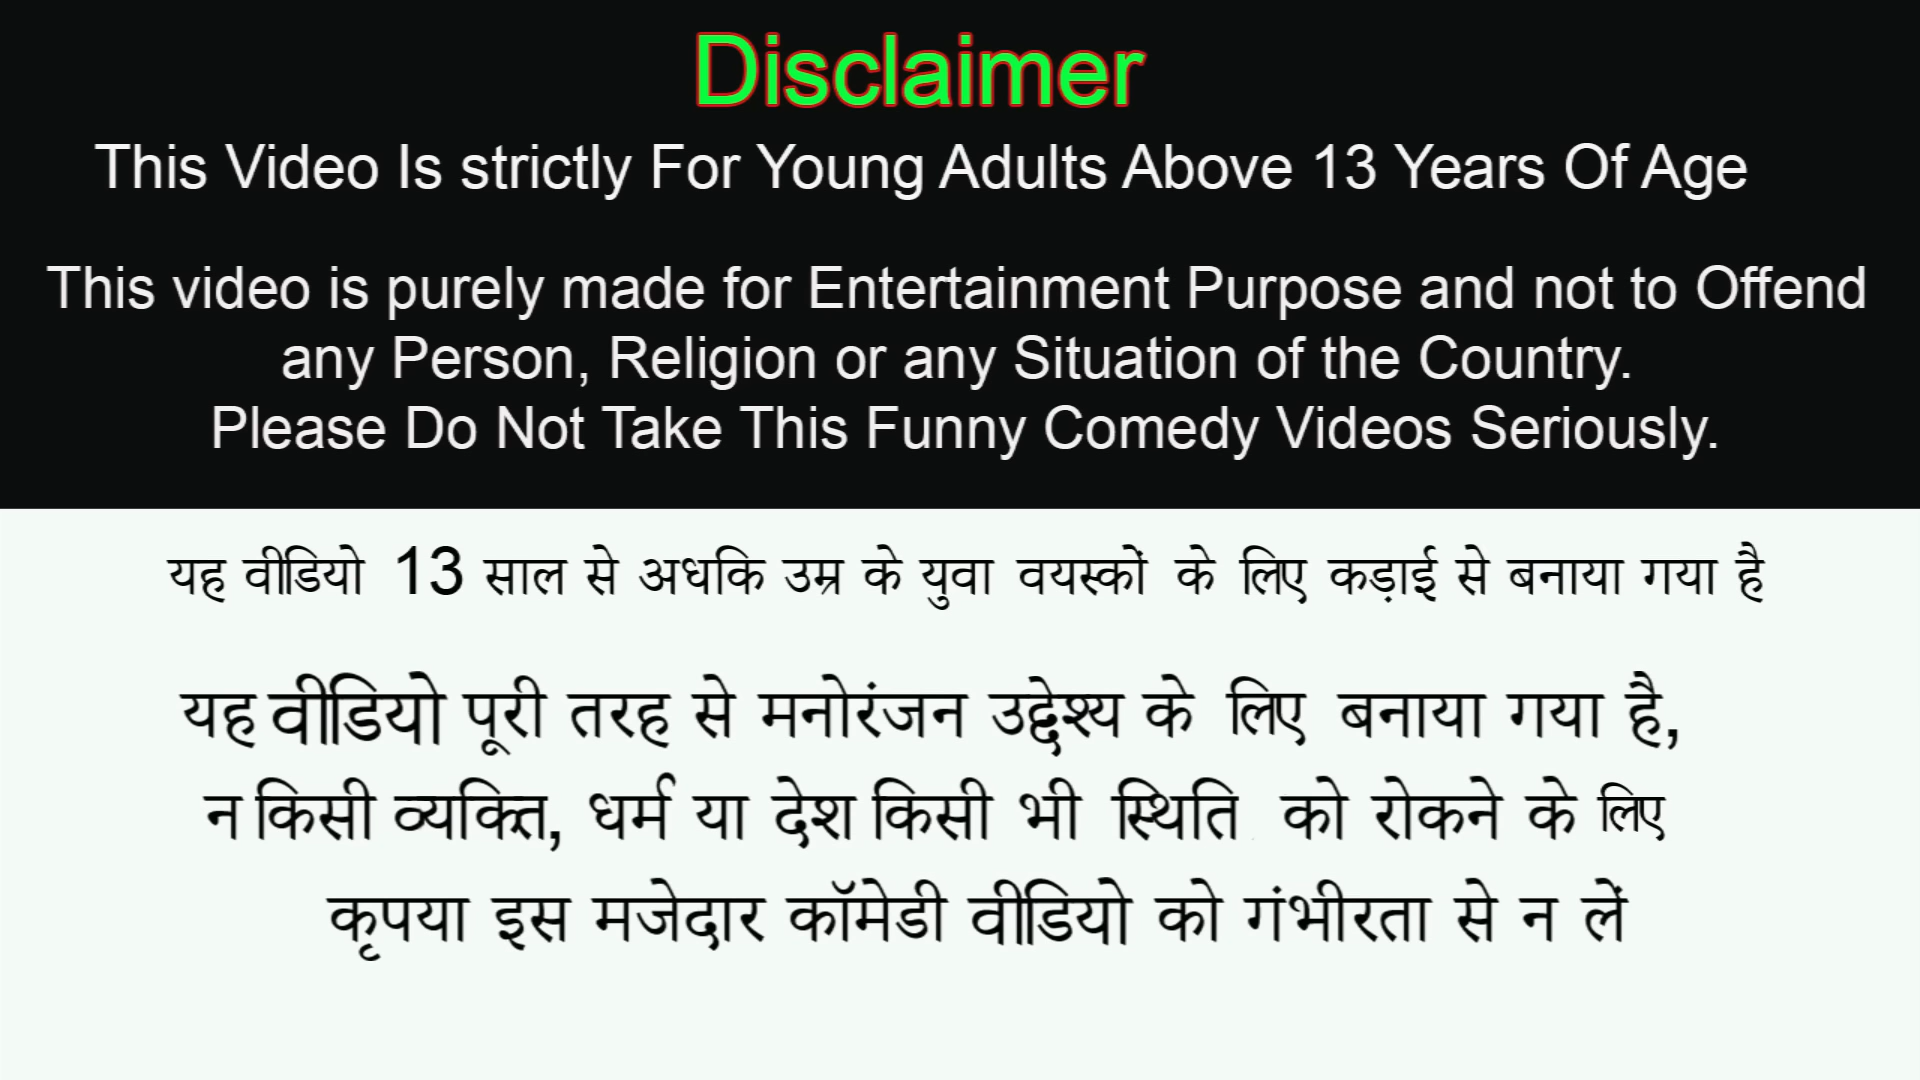 Disclaimer
This Video Is strictly For Young Adults Above 13 Years Of Age
This video is purely made for Entertainment Purpose and not to Offend
any Person, Religion or any Situation of the Country.
Please Do Not Take This Funny Comedy Videos Seriously.
यह वीडियो 13 साल से अधकि उम्र के युवा वयस्कों के लिए कड़ाई से बनाया गया है
यह वीडियो पूरी तरह से मनोरंजन उद्देश्य के लिए बनाया गया है,
न किसी व्यक्ति, धर्म या देश किसी भी स्थिति को रोकने के लिए
कृपया इस मजेदार कॉमेडी वीडियो को गंभीरता से न लें